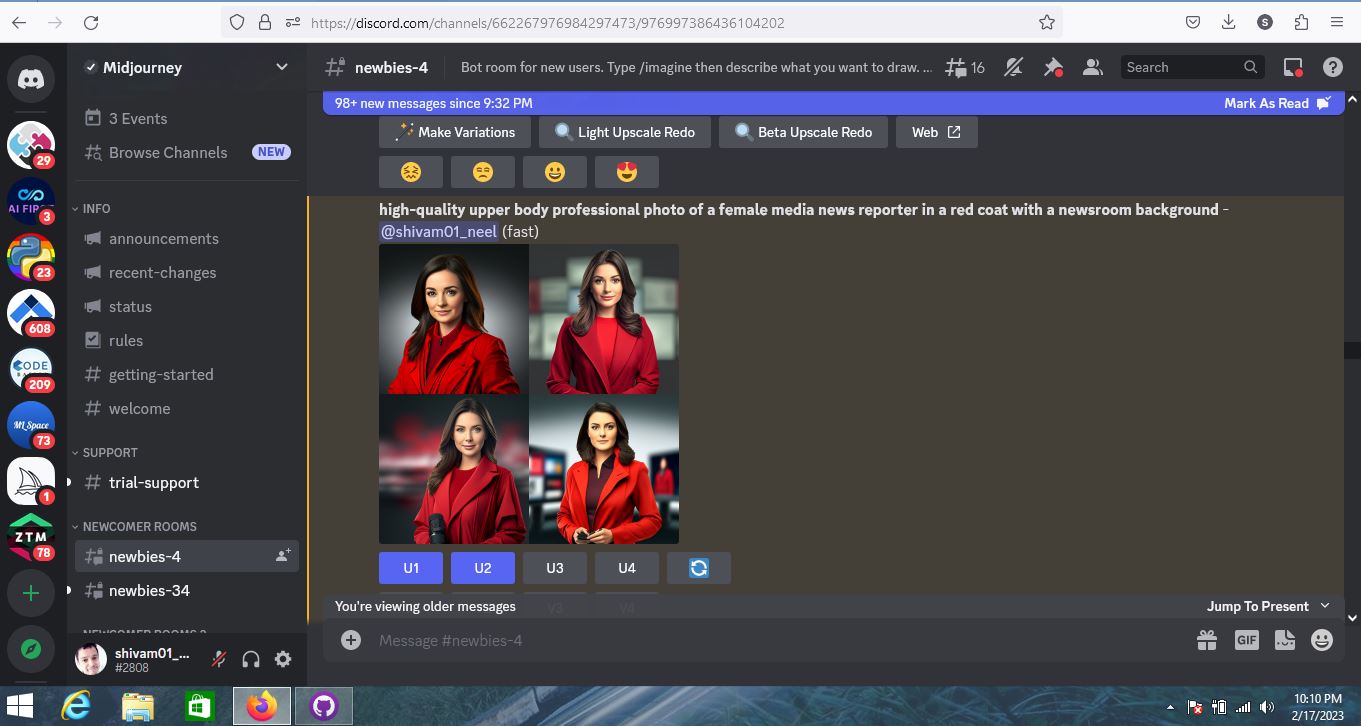 https://discord.com/channels/662267976984297473/976997386436104202
Midjourney
newbies-4
Bot room for new users. Type /imagine then describe what you want to draw. ...
16
Search
98+ new messages since 9:32 PM
Mark As Read
3 Events
Browse Channels
NEW
INFO
announcements
recent-changes
status
rules
getting-started
welcome
SUPPORT
trial-support
NEWCOMER ROOMS
newbies-4
newbies-34
29
AI FIR
3
23
608
CODE
209
ML Space
73
1
ZTM
78
Make Variations
Light Upscale Redo
Beta Upscale Redo
Web
high-quality upper body professional photo of a female media news reporter in a red coat with a newsroom background -
@shivam01_neel (fast)
U1
U2
U3
U4
V3
V4
You're viewing older messages
Jump To Present
Message #newbies-4
GIF
shivam01_...
#2808
S
10:10 PM
2/17/2023